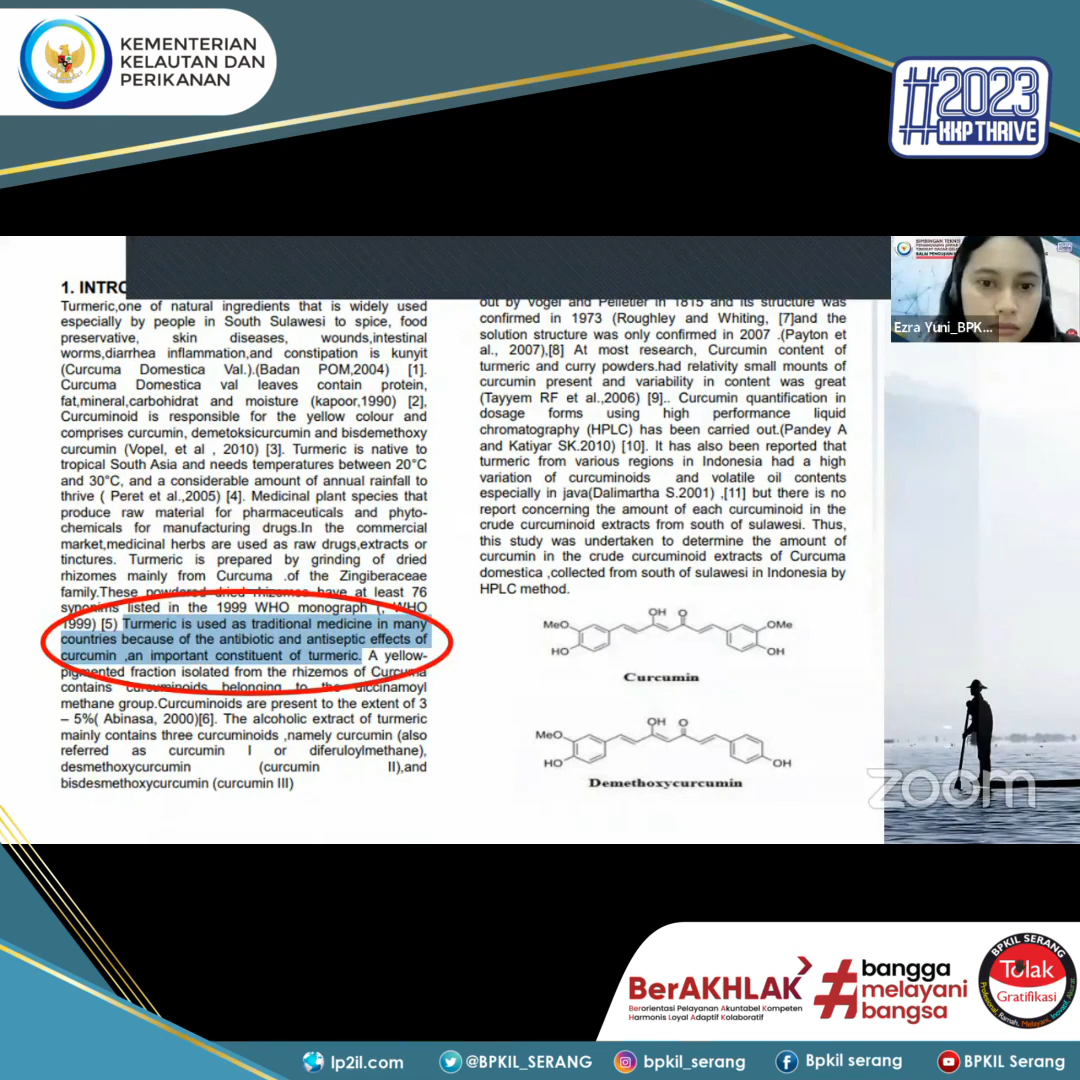 KEMENTERIAN
KELAUTAN DAN
PERIKANAN
#2023
KKP THRIVE
1. INTRO
Turmeric,one of natural ingredients that is widely used
especially by people in South Sulawesi to spice, food
preservative, skin diseases, wounds,intestinal
worms,diarrhea inflammation,and constipation is kunyit
(Curcuma Domestica Val.).(Badan POM,2004) [1].
Curcuma Domestica val leaves contain protein,
fat,mineral,carbohidrat and moisture (kapoor,1990) [2],
Curcuminoid is responsible for the yellow colour and
comprises curcumin, demetoksicurcumin and bisdemethoxy
curcumin (Vopel, et al , 2010) [3]. Turmeric is native to
tropical South Asia and needs temperatures between 20°C
and 30°C, and a considerable amount of annual rainfall to
thrive ( Peret et al.,2005) [4]. Medicinal plant species that
produce raw material for pharmaceuticals and phyto-
chemicals for manufacturing drugs.In the commercial
market,medicinal herbs are used as raw drugs,extracts or
tinctures. Turmeric is prepared by grinding of dried
rhizomes mainly from Curcuma .of the Zingiberaceae
family.These powdered dried rhizomes have at least 76
synonims listed in the 1999 WHO monograph (, WHO
1999) [5) Turmeric is used as traditional medicine in many
countries because of the antibiotic and antiseptic effects of
curcumin ,an important constituent of turmeric. A yellow-
pigmented fraction isolated from the rhizemos of Curcuma
contains curcuminoids belonging to the diccinamoyl
methane group.Curcuminoids are present to the extent of 3
– 5%( Abinasa, 2000)[6]. The alcoholic extract of turmeric
mainly contains three curcuminoids ,namely curcumin (also
referred as curcumin I or diferuloylmethane),
desmethoxycurcumin (curcumin II),and
bisdesmethoxycurcumin (curcumin III)
out by Vogel and Pelletier in 1815 and its structure was
confirmed in 1973 (Roughley and Whiting, [7]and the
solution structure was only confirmed in 2007 .(Payton et
al., 2007),[8] At most research, Curcumin content of
turmeric and curry powders.had relativity small mounts of
curcumin present and variability in content was great
(Tayyem RF et al.,2006) [9].. Curcumin quantification in
dosage forms using high performance liquid
chromatography (HPLC) has been carried out.(Pandey A
and Katiyar SK.2010) [10]. It has also been reported that
turmeric from various regions in Indonesia had a high
variation of curcuminoids and volatile oil contents
especially in java(Dalimartha S.2001) ,[11] but there is no
report concerning the amount of each curcuminoid in the
crude curcuminoid extracts from south of sulawesi. Thus,
this study was undertaken to determine the amount of
curcumin in the crude curcuminoid extracts of Curcuma
domestica ,collected from south of sulawesi in Indonesia by
HPLC method.
OH O
MeO OMe
HO OH
Curcumin
OH O
MeO
HO OH
Demethoxycurcumin
BIMBINGAN TEKNIS
Ezra Yuni_BPK...
zoom
BerAKHLAK
Berorientasi Pelayanan Akuntabel Kompeten
Harmonis Loyal Adaptif Kolaboratif
# bangga
melayani
bangsa
BPKIL SERANG
Tolak
Gratifikasi
Profesional, Ramah, Melayani, Inovatif, Akurat
lp2il.com
@BPKIL_SERANG
bpkil_serang
Bpkil serang
BPKIL Serang